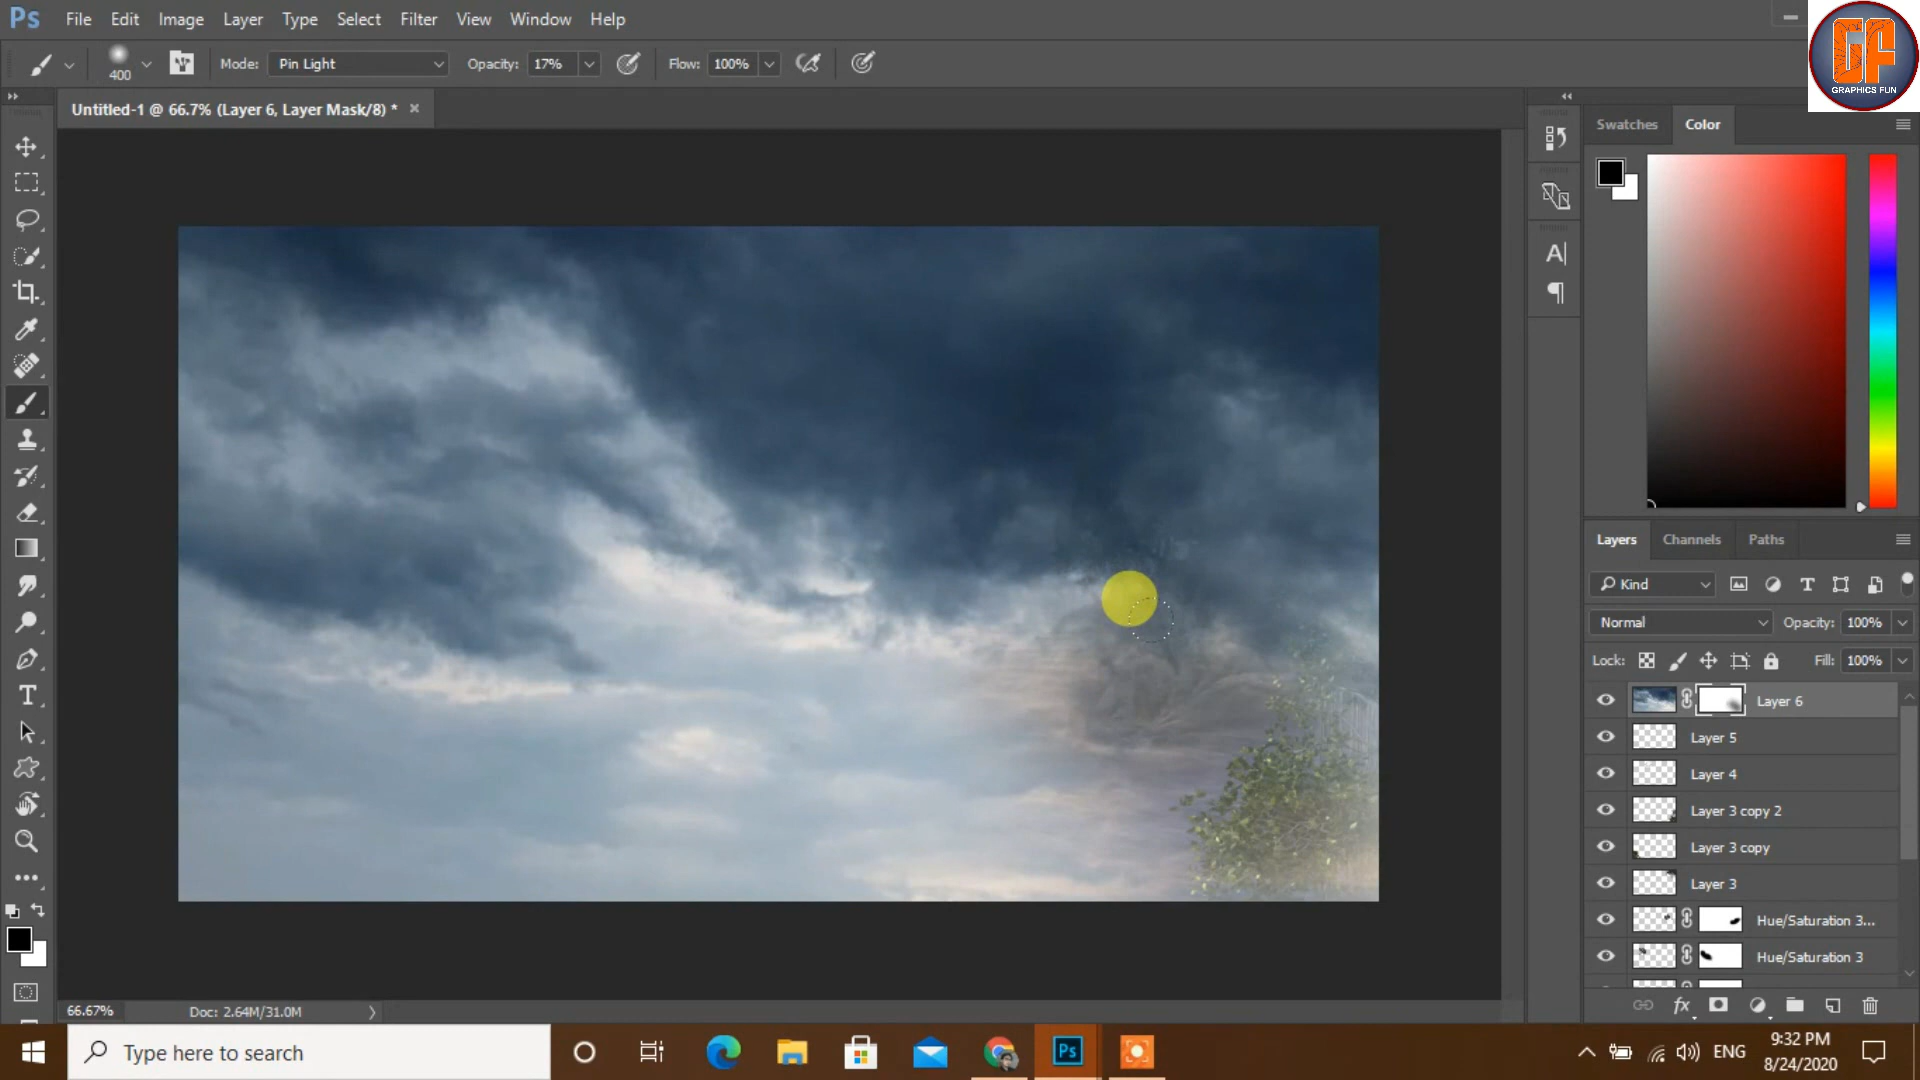 Ps File Edit Image Layer Type Select Filter View Window Help
GF
GRAPHICS FUN
400 Mode: Pin Light Opacity: 17% Flow: 100%
Untitled-1 @ 66.7% (Layer 6, Layer Mask/8) * ×
Swatches Color
A|
Layers Channels Paths
Kind
Normal Opacity: 100%
Lock: Fill: 100%
Layer 6
Layer 5
Layer 4
Layer 3 copy 2
Layer 3 copy
Layer 3
Hue/Saturation 3...
Hue/Saturation 3
fx
66.67% Doc: 2.64M/31.0M
Type here to search
Ps
ENG
9:32 PM
8/24/2020